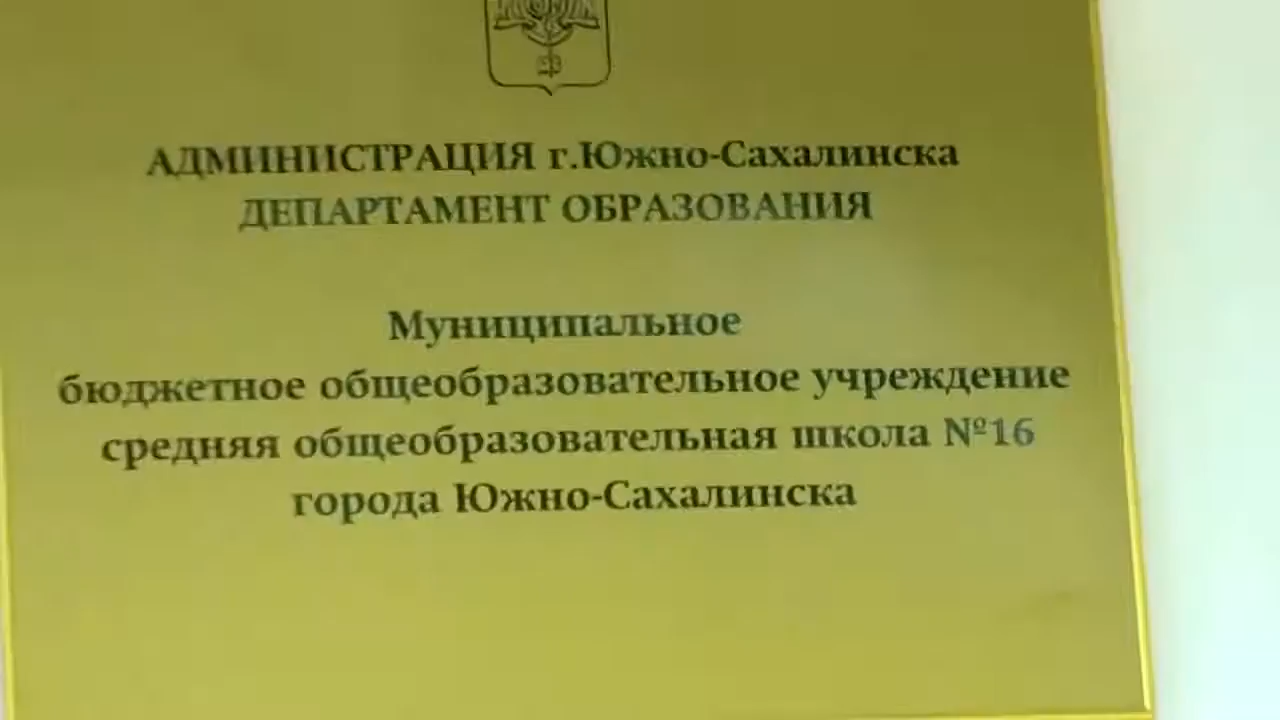 АДМИНИСТРАЦИЯ г.Южно-Сахалинска
ДЕПАРТАМЕНТ ОБРАЗОВАНИЯ
Муниципальное
бюджетное общеобразовательное учреждение
средняя общеобразовательная школа №16
города Южно-Сахалинска